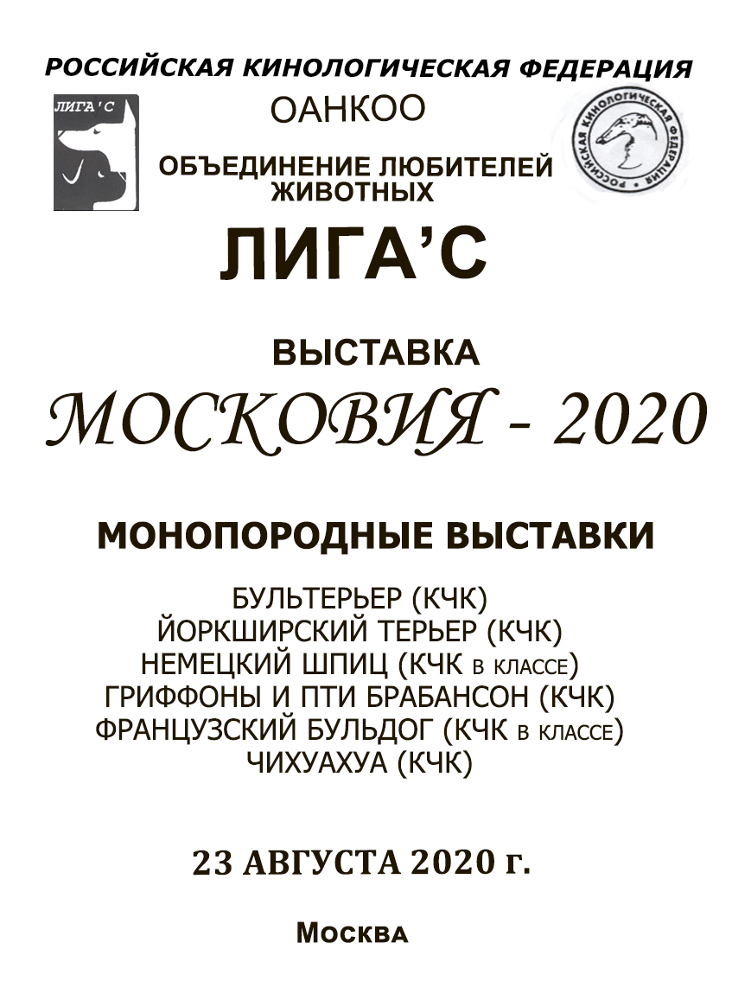 РОССИЙСКАЯ КИНОЛОГИЧЕСКАЯ ФЕДЕРАЦИЯ
ЛИГА'С
ОАНКОО
РОССИЙСКАЯ КИНОЛОГИЧЕСКАЯ ФЕДЕРАЦИЯ
ОБЪЕДИНЕНИЕ ЛЮБИТЕЛЕЙ
ЖИВОТНЫХ
ЛИГА’С
ВЫСТАВКА
МОСКОВИЯ - 2020
МОНОПОРОДНЫЕ ВЫСТАВКИ
БУЛЬТЕРЬЕР (КЧК)
ЙОРКШИРСКИЙ ТЕРЬЕР (КЧК)
НЕМЕЦКИЙ ШПИЦ (КЧК В КЛАССЕ)
ГРИФФОНЫ И ПТИ БРАБАНСОН (КЧК)
ФРАНЦУЗСКИЙ БУЛЬДОГ (КЧК В КЛАССЕ)
ЧИХУАХУА (КЧК)
23 АВГУСТА 2020 г.
Москва